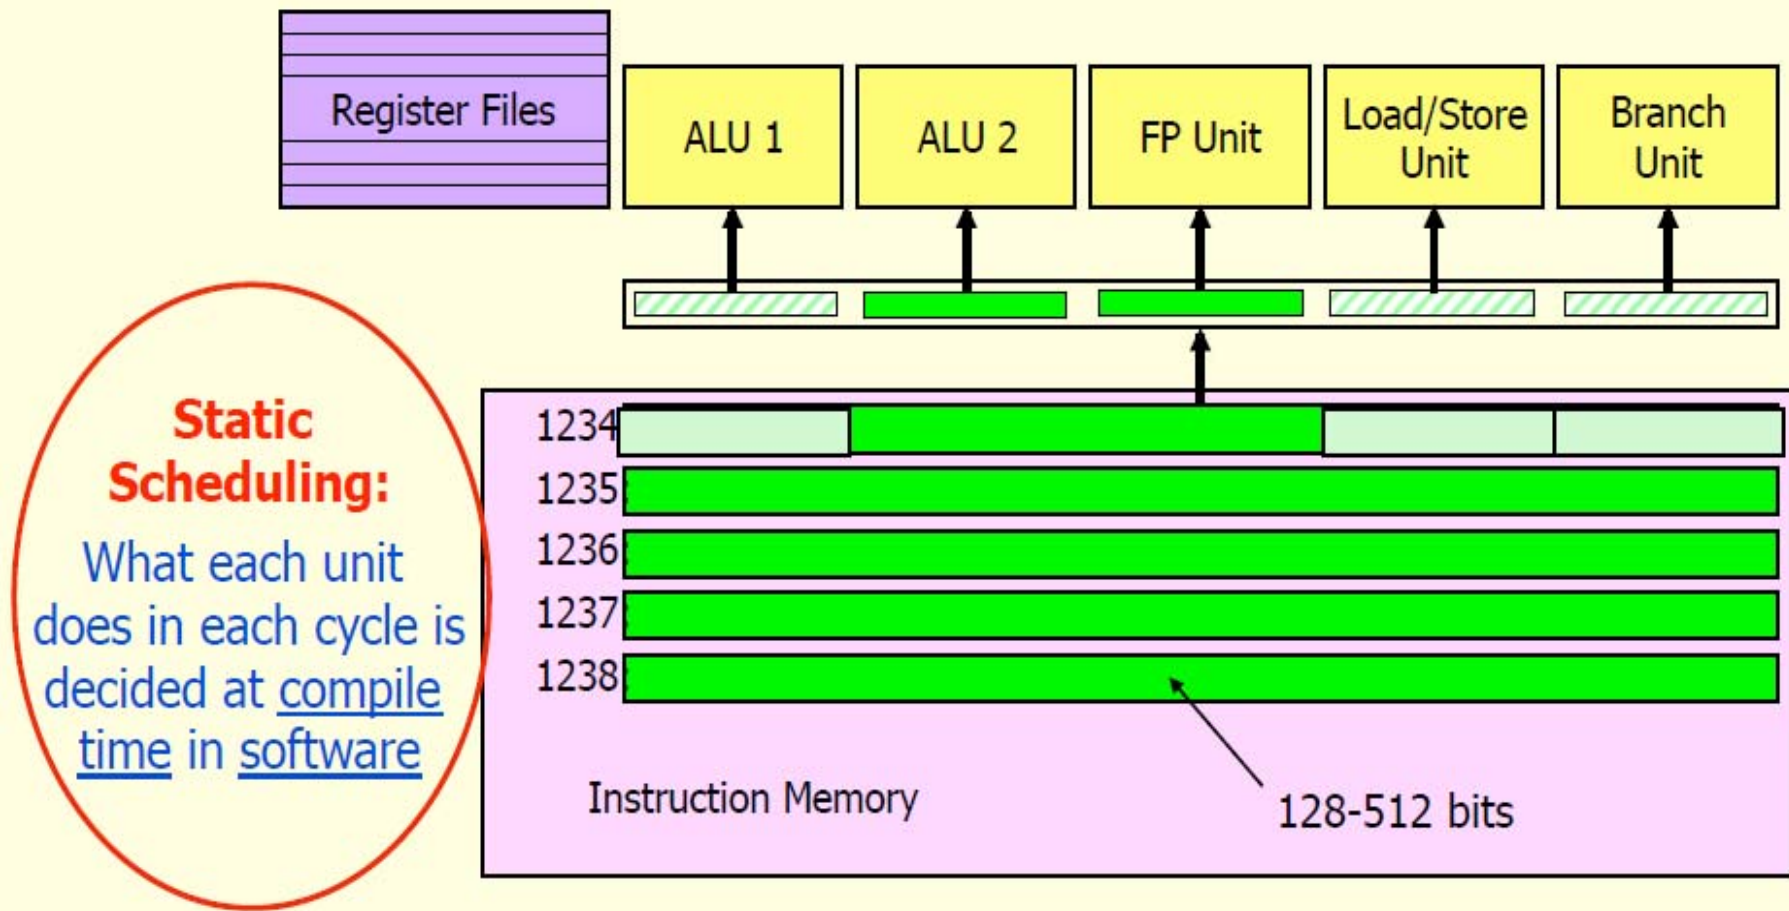 Register Files
ALU 1
ALU 2
FP Unit
Load/Store
Unit
Branch
Unit
Static
Scheduling:
What each unit
does in each cycle is
decided at compile
time in software
1234
1235
1236
1237
1238
Instruction Memory
128-512 bits